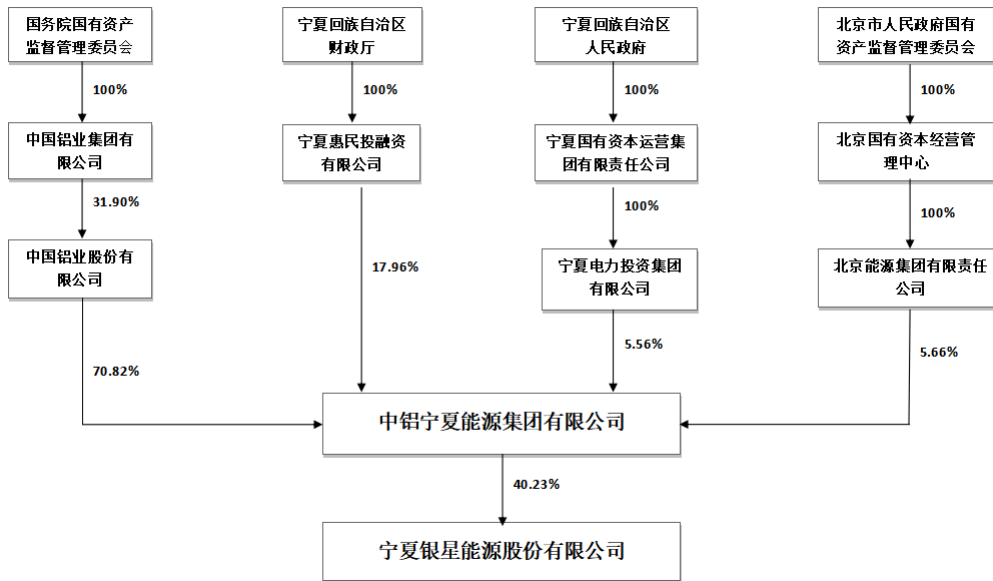 国务院国有资产
监督管理委员会
宁夏回族自治区
财政厅
宁夏回族自治区
人民政府
北京市人民政府国有
资产监督管理委员会
100%
100%
100%
100%
中国铝业集团有
限公司
宁夏惠民投融资
有限公司
宁夏国有资本运营集
团有限责任公司
北京国有资本经营管
理中心
31.90%
100%
100%
中国铝业股份有
限公司
17.96%
宁夏电力投资集团
有限公司
北京能源集团有限责任
公司
70.82%
5.56%
5.66%
中铝宁夏能源集团有限公司
40.23%
宁夏银星能源股份有限公司